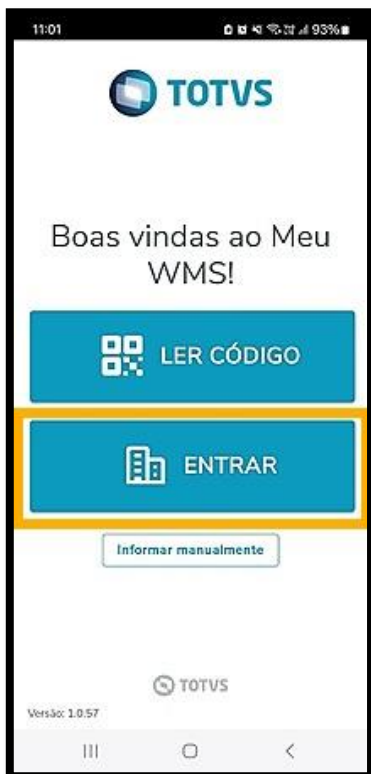 11:01 93%
TOTVS
Boas vindas ao Meu
WMS!
LER CÓDIGO
ENTRAR
Informar manualmente
TOTVS
Versão: 1.0.57